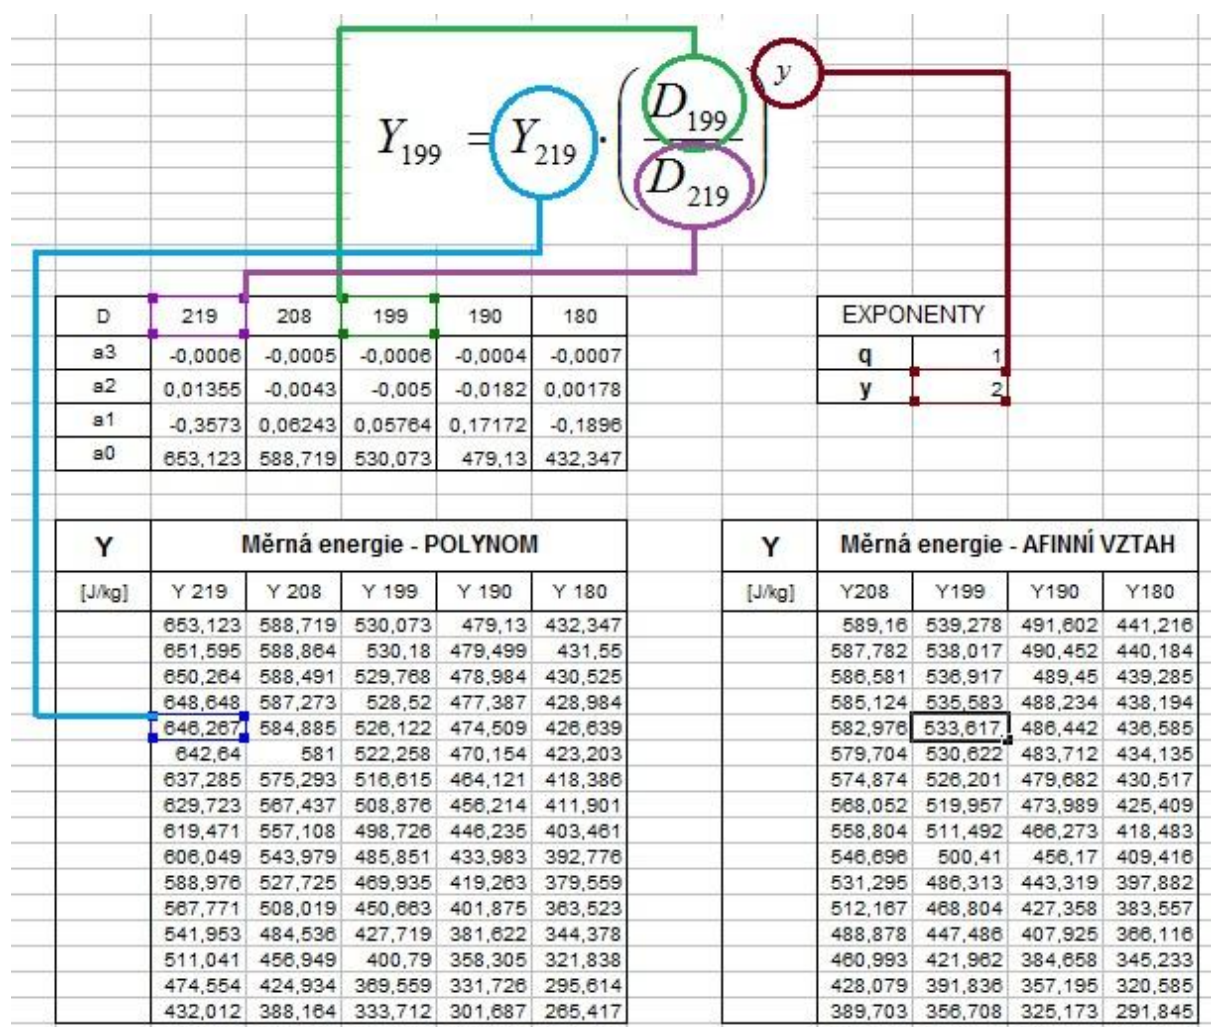 Y199 = Y219 · (D199 / D219)^y
D 219 208 199 190 180
a3 -0,0006 -0,0005 -0,0006 -0,0004 -0,0007
a2 0,01355 -0,0043 -0,005 -0,0182 0,00178
a1 -0,3573 0,06243 0,05764 0,17172 -0,1896
a0 653,123 588,719 530,073 479,13 432,347
EXPONENTY
q 1
y 2
Y Měrná energie - POLYNOM
[J/kg] Y 219 Y 208 Y 199 Y 190 Y 180
653,123 588,719 530,073 479,13 432,347
651,595 588,864 530,18 479,499 431,55
650,264 588,491 529,768 478,984 430,525
648,648 587,273 528,52 477,387 428,984
646,267 584,885 526,122 474,509 426,639
642,64 581 522,258 470,154 423,203
637,285 575,293 516,615 464,121 418,386
629,723 567,437 508,876 456,214 411,901
619,471 557,108 498,726 446,235 403,461
606,049 543,979 485,851 433,983 392,776
588,976 527,725 469,935 419,263 379,559
567,771 508,019 450,663 401,875 363,523
541,953 484,536 427,719 381,622 344,378
511,041 456,949 400,79 358,305 321,838
474,554 424,934 369,559 331,726 295,614
432,012 388,164 333,712 301,687 265,417
Y Měrná energie - AFINNÍ VZTAH
[J/kg] Y208 Y199 Y190 Y180
589,16 539,278 491,602 441,216
587,782 538,017 490,452 440,184
586,581 536,917 489,45 439,285
585,124 535,583 488,234 438,194
582,976 533,617 486,442 436,585
579,704 530,622 483,712 434,135
574,874 526,201 479,682 430,517
568,052 519,957 473,989 425,409
558,804 511,492 466,273 418,483
546,696 500,41 456,17 409,416
531,295 486,313 443,319 397,882
512,167 468,804 427,358 383,557
488,878 447,486 407,925 366,116
460,993 421,962 384,658 345,233
428,079 391,836 357,195 320,585
389,703 356,708 325,173 291,845